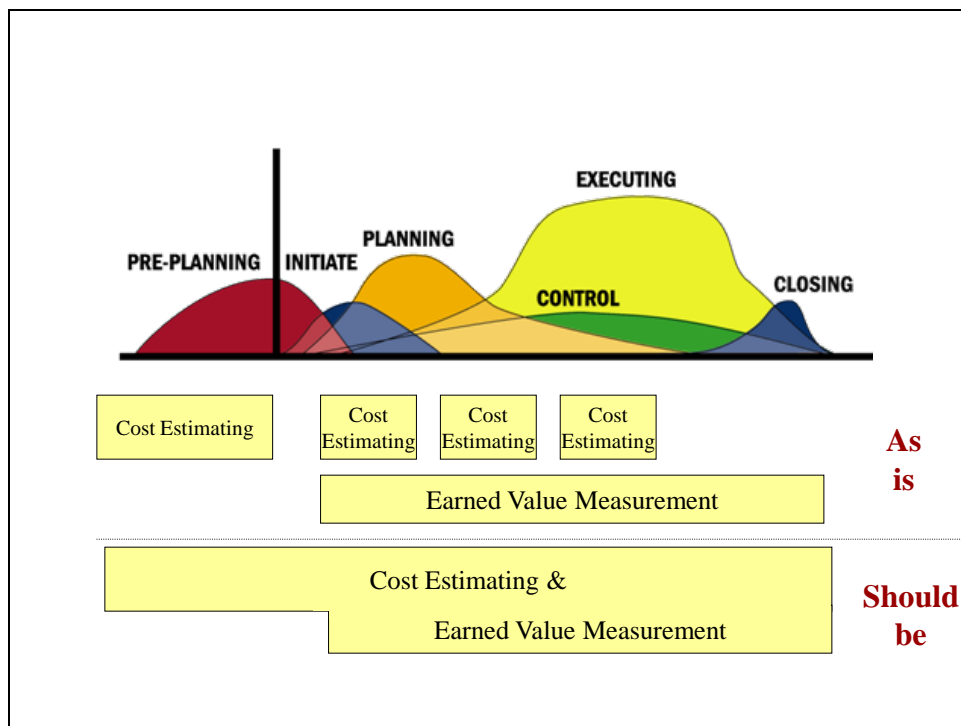 EXECUTING
PLANNING
PRE-PLANNING
INITIATE
CLOSING
CONTROL
Cost Estimating
Cost
Estimating
Cost
Estimating
Cost
Estimating
As
is
Earned Value Measurement
Cost Estimating &
Earned Value Measurement
Should
be